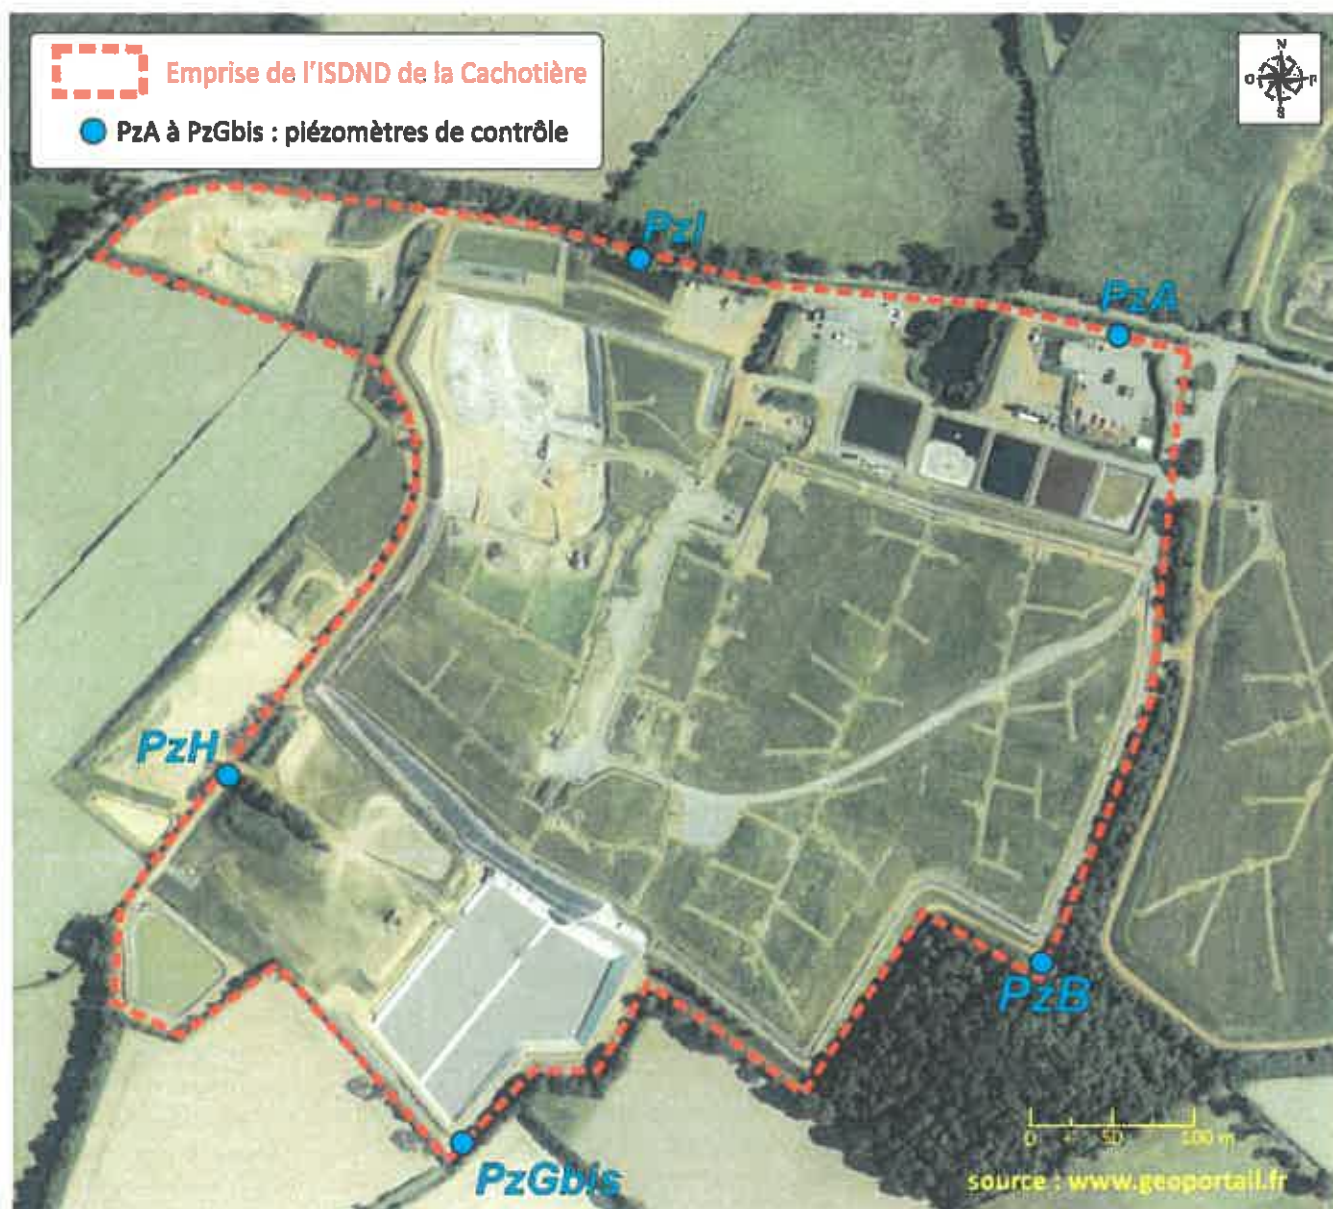 Emprise de l'ISDND de la Cachotière
PzA à PzGbis : piézomètres de contrôle
N
O
S
PzI
PzA
PzH
PzB
PzGbis
0 50 100 m
source : www.geoportail.fr